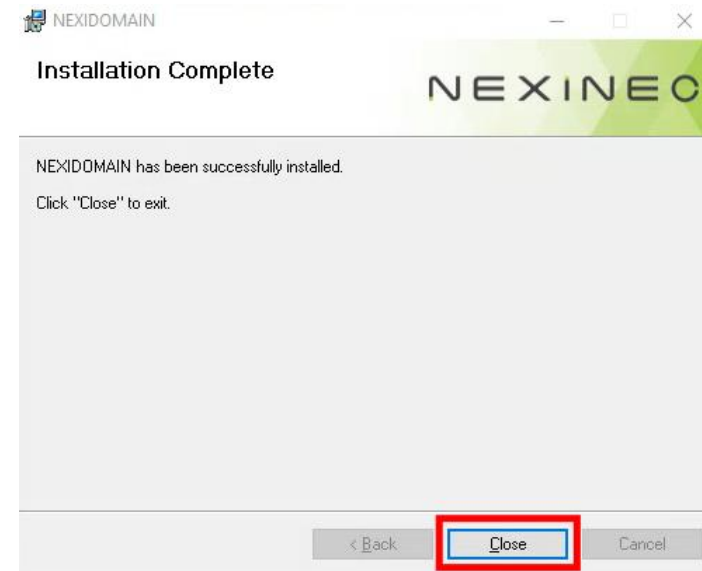 NEXIDOMAIN
Installation Complete
NEXINEC
NEXIDOMAIN has been successfully installed.
Click "Close" to exit.
< Back
Close
Cancel